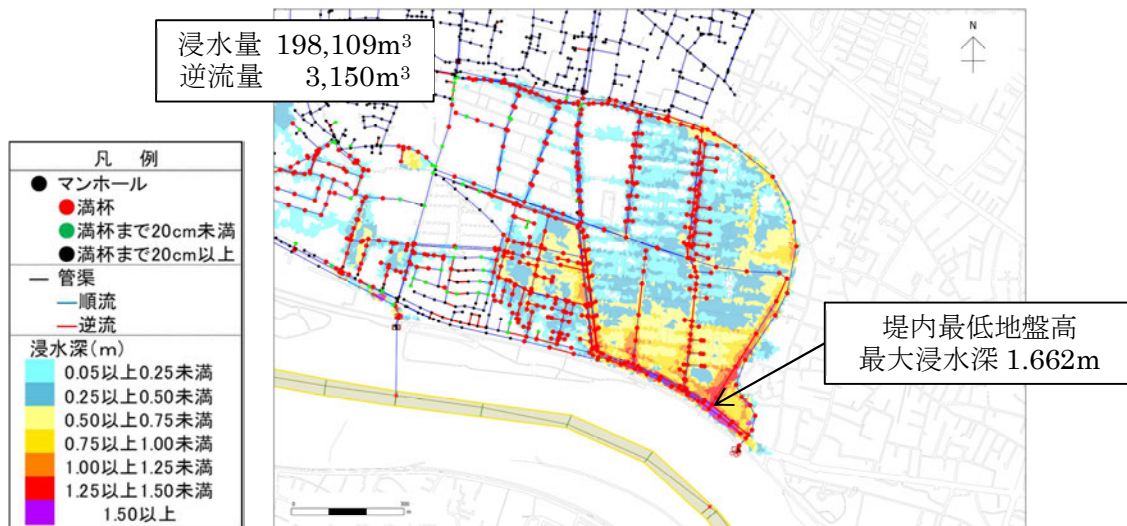 浸水量 198,109m³
逆流量 3,150m³
N
凡 例
マンホール
満杯
満杯まで20cm未満
満杯まで20cm以上
管渠
順流
逆流
浸水深(m)
0.05以上0.25未満
0.25以上0.50未満
0.50以上0.75未満
0.75以上1.00未満
1.00以上1.25未満
1.25以上1.50未満
1.50以上
堤内最低地盤高
最大浸水深 1.662m